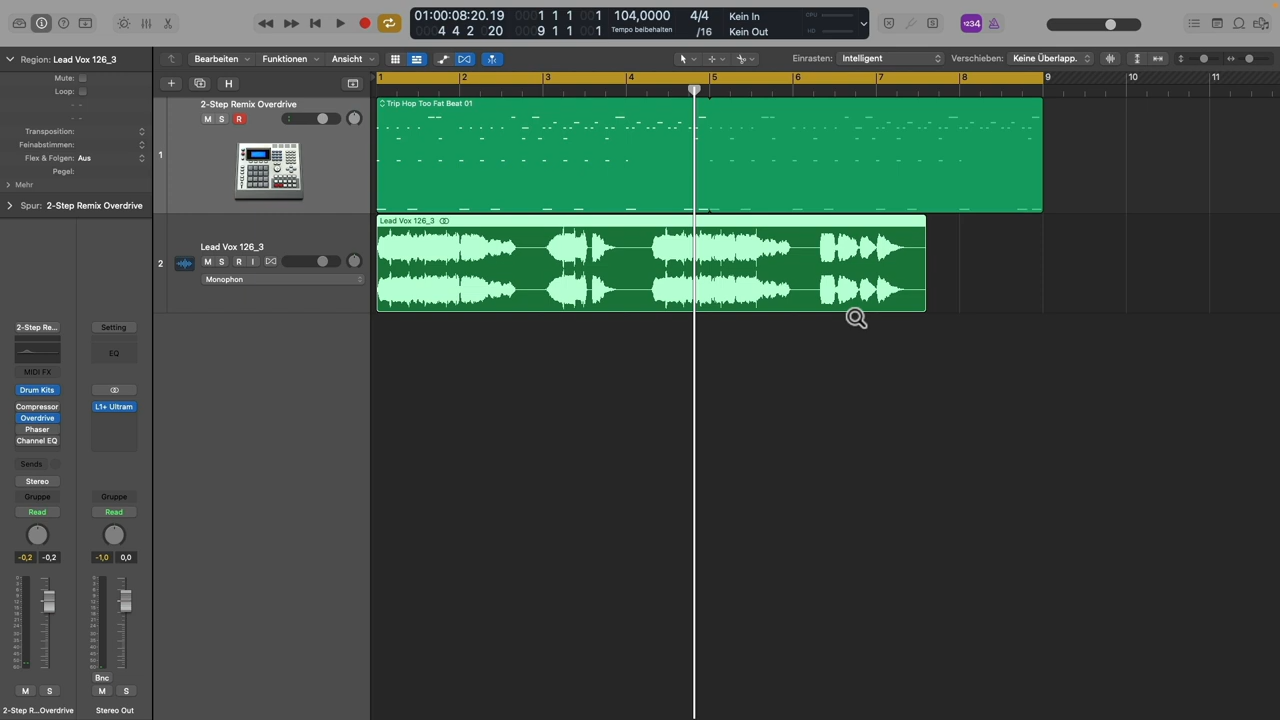 01:00:08:20.19 1 1 1 1 104,0000 4/4 Kein In CPU
4 4 2 20 9 1 1 1 Tempo beibehalten /16 Kein Out HD
1234
Region: Lead Vox 126_3
Bearbeiten Funktionen Ansicht Einrasten: Intelligent Verschieben: Keine Überlapp.
Mute:
Loop:
Transposition:
Feinabstimmen:
Flex & Folgen: Aus
Pegel:
Mehr
Spur: 2-Step Remix Overdrive
H
1 2 3 4 5 6 7 8 9 10 11
2-Step Remix Overdrive
M S R
1
Trip Hop Too Fat Beat 01
Lead Vox 126_3
Lead Vox 126_3
M S R I
2
Monophon
2-Step Re... Setting
EQ
MIDI FX
Drum Kits
Compressor L1+ Ultram
Overdrive
Phaser
Channel EQ
Sends
Stereo
Gruppe Gruppe
Read Read
-0,2 -0,2 -1,0 0,0
Bnc
M S M S
2-Step R...Overdrive Stereo Out